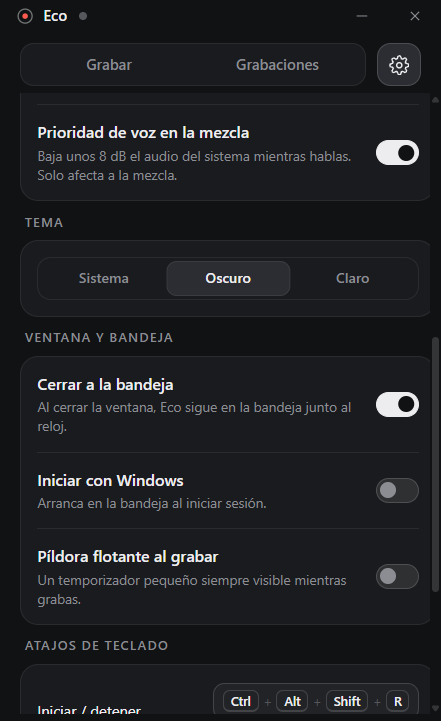 Eco
Grabar
Grabaciones
Prioridad de voz en la mezcla
Baja unos 8 dB el audio del sistema mientras hablas.
Solo afecta a la mezcla.
TEMA
Sistema
Oscuro
Claro
VENTANA Y BANDEJA
Cerrar a la bandeja
Al cerrar la ventana, Eco sigue en la bandeja junto al
reloj.
Iniciar con Windows
Arranca en la bandeja al iniciar sesión.
Píldora flotante al grabar
Un temporizador pequeño siempre visible mientras
grabas.
ATAJOS DE TECLADO
Iniciar / detener
Ctrl + Alt + Shift + R